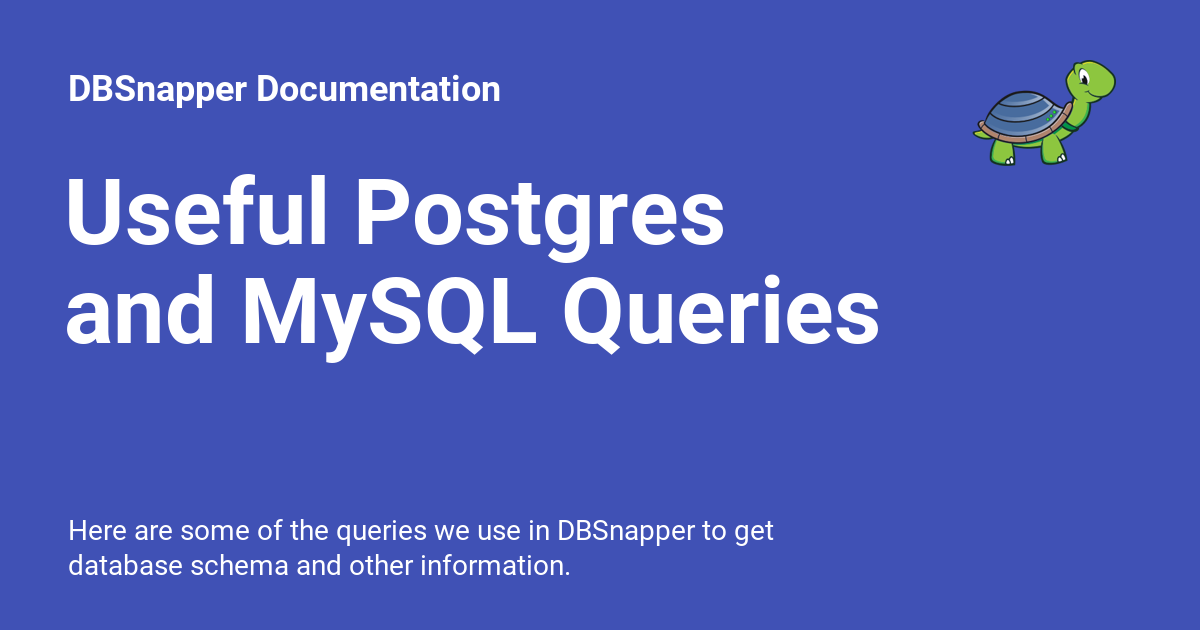 DBSnapper Documentation
Useful Postgres
and MySQL Queries
Here are some of the queries we use in DBSnapper to get
database schema and other information.